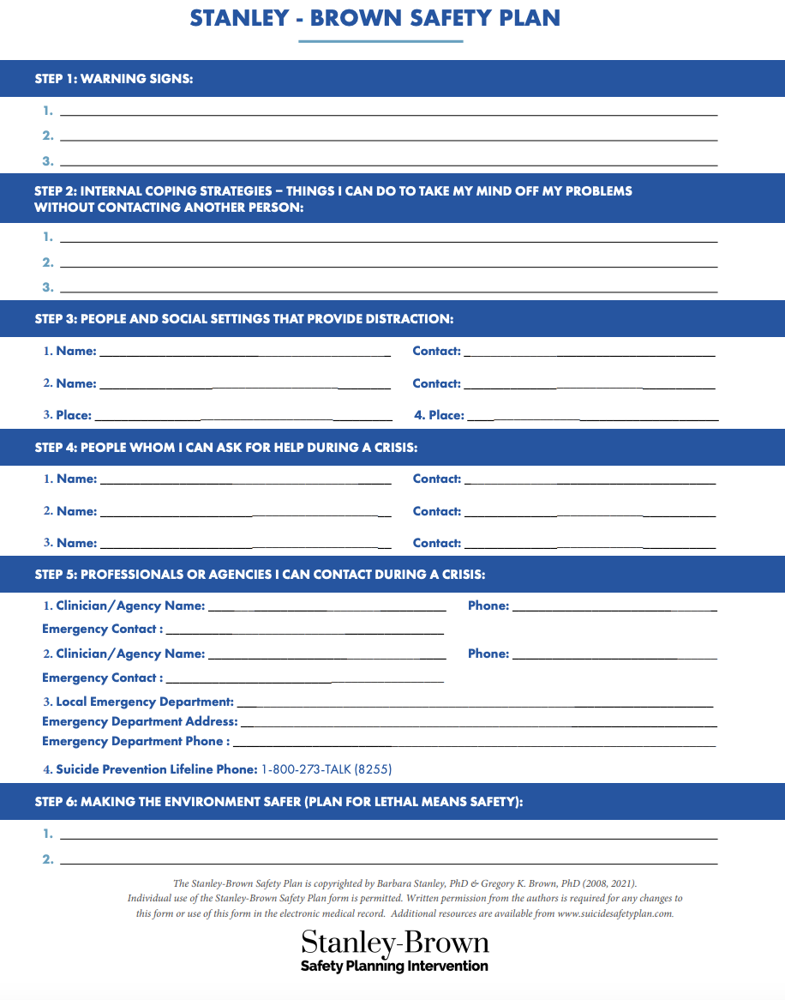 STANLEY - BROWN SAFETY PLAN
STEP 1: WARNING SIGNS:
1.
2.
3.
STEP 2: INTERNAL COPING STRATEGIES – THINGS I CAN DO TO TAKE MY MIND OFF MY PROBLEMS
WITHOUT CONTACTING ANOTHER PERSON:
1.
2.
3.
STEP 3: PEOPLE AND SOCIAL SETTINGS THAT PROVIDE DISTRACTION:
1. Name: Contact:
2. Name: Contact:
3. Place: 4. Place:
STEP 4: PEOPLE WHOM I CAN ASK FOR HELP DURING A CRISIS:
1. Name: Contact:
2. Name: Contact:
3. Name: Contact:
STEP 5: PROFESSIONALS OR AGENCIES I CAN CONTACT DURING A CRISIS:
1. Clinician/Agency Name: Phone:
Emergency Contact :
2. Clinician/Agency Name: Phone:
Emergency Contact :
3. Local Emergency Department:
Emergency Department Address:
Emergency Department Phone :
4. Suicide Prevention Lifeline Phone: 1-800-273-TALK (8255)
STEP 6: MAKING THE ENVIRONMENT SAFER (PLAN FOR LETHAL MEANS SAFETY):
1.
2.
The Stanley-Brown Safety Plan is copyrighted by Barbara Stanley, PhD & Gregory K. Brown, PhD (2008, 2021).
Individual use of the Stanley-Brown Safety Plan form is permitted. Written permission from the authors is required for any changes to
this form or use of this form in the electronic medical record. Additional resources are available from www.suicidesafetyplan.com.
Stanley-Brown
Safety Planning Intervention